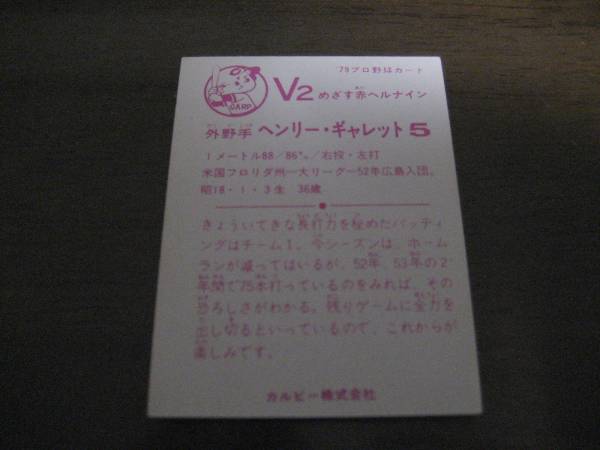 '79プロ野球カード
CARP
V2めざす赤ヘルナイン
外野手 ヘンリー・ギャレット5
1メートル88/86㌔/右投・左打
米国フロリダ州―大リーグ―52年広島入団。
昭18・1・3生 36歳
きょういてきな長打力を秘めたバッティ
ングはチーム1。今シーズンは、ホーム
ランが減ってはいるが、52年、53年の2
年間で75本打っているのをみれば、その
恐ろしさがわかる。残りゲームに全力を
出し切るといっているので、これからが
楽しみです。
カルビー株式会社